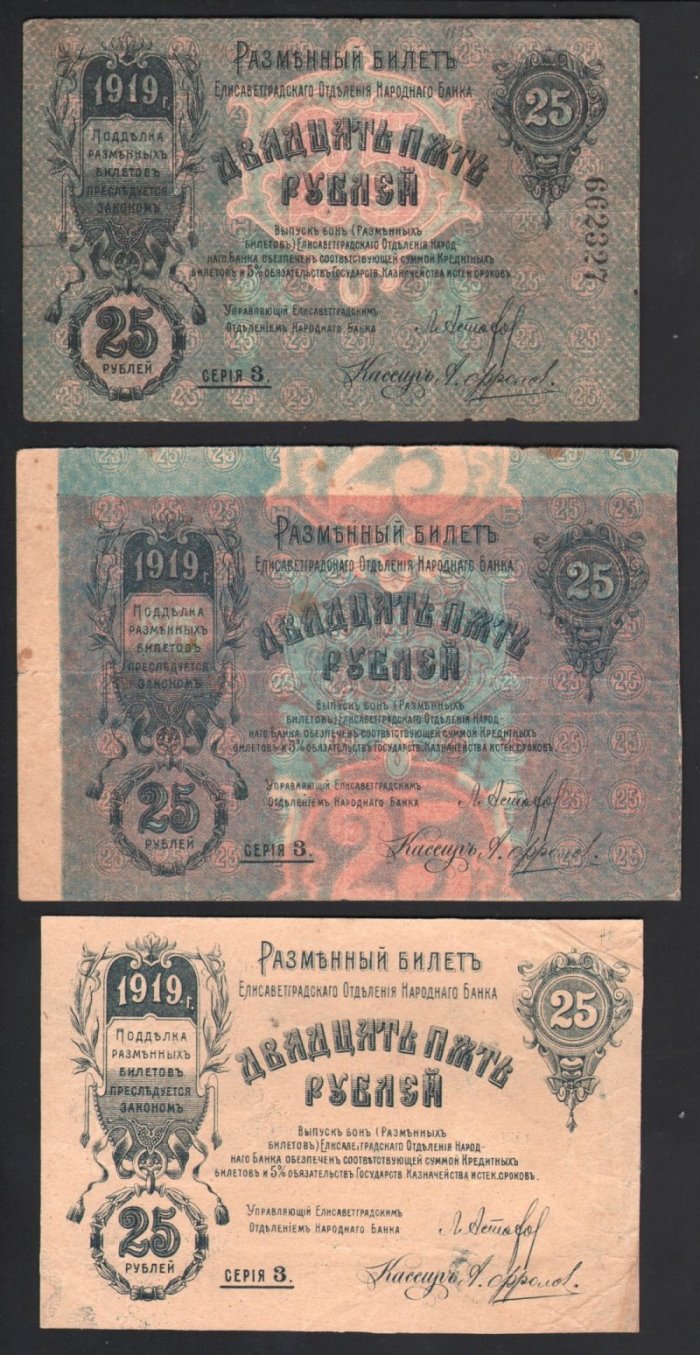 1919 г.
Поддѣлка
размѣнныхъ
билетовъ
преслѣдуется
закономъ
25
рублей
Размѣнный билетъ
Елисаветградскаго Отдѣленія Народнаго Банка
Двадцать пять
рублей
Выпускъ бонъ (Размѣнныхъ
билетовъ) Елисаветградскаго Отдѣленія Народ-
наго Банка обезпеченъ соотвѣтствующей суммой Кредитныхъ
билетовъ и 5% обязательствъ Государств. Казначейства истек. сроковъ.
Управляющій Елисаветградскимъ
Отдѣленіемъ Народнаго Банка
Серія 3.
Кассиръ,
25
662327
1919 г.
Поддѣлка
размѣнныхъ
билетовъ
преслѣдуется
закономъ
25
рублей
Размѣнный билетъ
Елисаветградскаго Отдѣленія Народнаго Банка
Двадцать пять
рублей
Выпускъ бонъ (Размѣнныхъ
билетовъ) Елисаветградскаго Отдѣленія Народ-
наго Банка обезпеченъ соотвѣтствующей суммой Кредитныхъ
билетовъ и 5% обязательствъ Государств. Казначейства истек. сроковъ.
Управляющій Елисаветградскимъ
Отдѣленіемъ Народнаго Банка
Серія 3.
Кассиръ,
25
1919 г.
Поддѣлка
размѣнныхъ
билетовъ
преслѣдуется
закономъ
25
рублей
Размѣнный билетъ
Елисаветградскаго Отдѣленія Народнаго Банка
Двадцать пять
рублей
Выпускъ бонъ (Размѣнныхъ
билетовъ) Елисаветградскаго Отдѣленія Народ-
наго Банка обезпеченъ соотвѣтствующей суммой Кредитныхъ
билетовъ и 5% обязательствъ Государств. Казначейства истек. сроковъ.
Управляющій Елисаветградскимъ
Отдѣленіемъ Народнаго Банка
Серія 3.
Кассиръ,
25